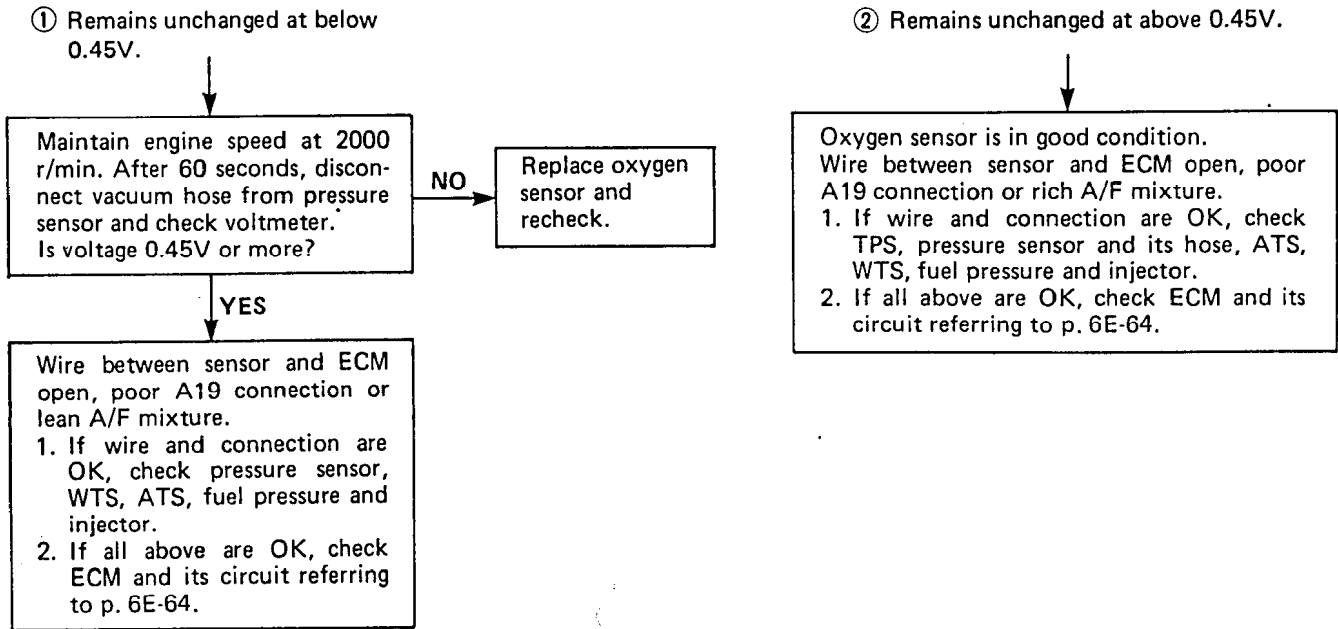 ① Remains unchanged at below
0.45V.
Maintain engine speed at 2000
r/min. After 60 seconds, discon-
nect vacuum hose from pressure
sensor and check voltmeter.
Is voltage 0.45V or more?
NO
Replace oxygen
sensor and
recheck.
YES
Wire between sensor and ECM
open, poor A19 connection or
lean A/F mixture.
1. If wire and connection are
OK, check pressure sensor,
WTS, ATS, fuel pressure and
injector.
2. If all above are OK, check
ECM and its circuit referring
to p. 6E-64.
② Remains unchanged at above 0.45V.
Oxygen sensor is in good condition.
Wire between sensor and ECM open, poor
A19 connection or rich A/F mixture.
1. If wire and connection are OK, check
TPS, pressure sensor and its hose, ATS,
WTS, fuel pressure and injector.
2. If all above are OK, check ECM and its
circuit referring to p. 6E-64.